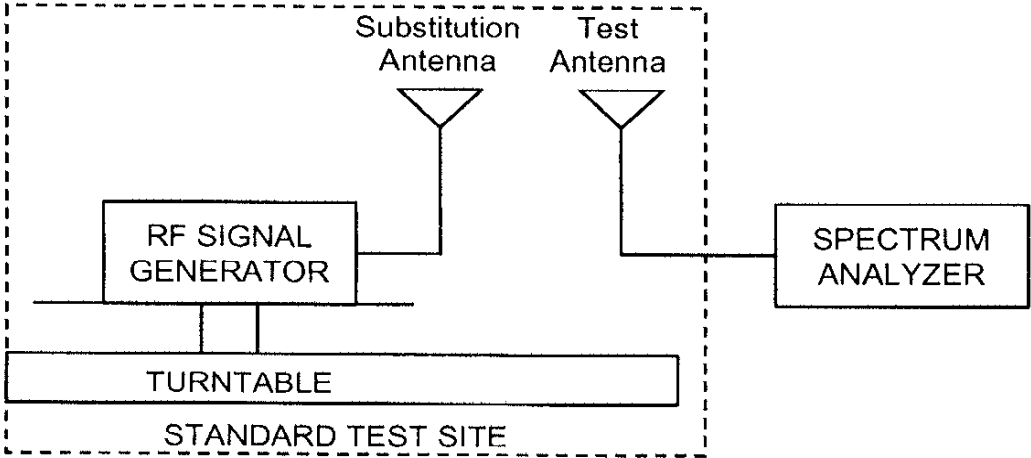 Substitution
Antenna
Test
Antenna
RF SIGNAL
GENERATOR
SPECTRUM
ANALYZER
TURNTABLE
STANDARD TEST SITE